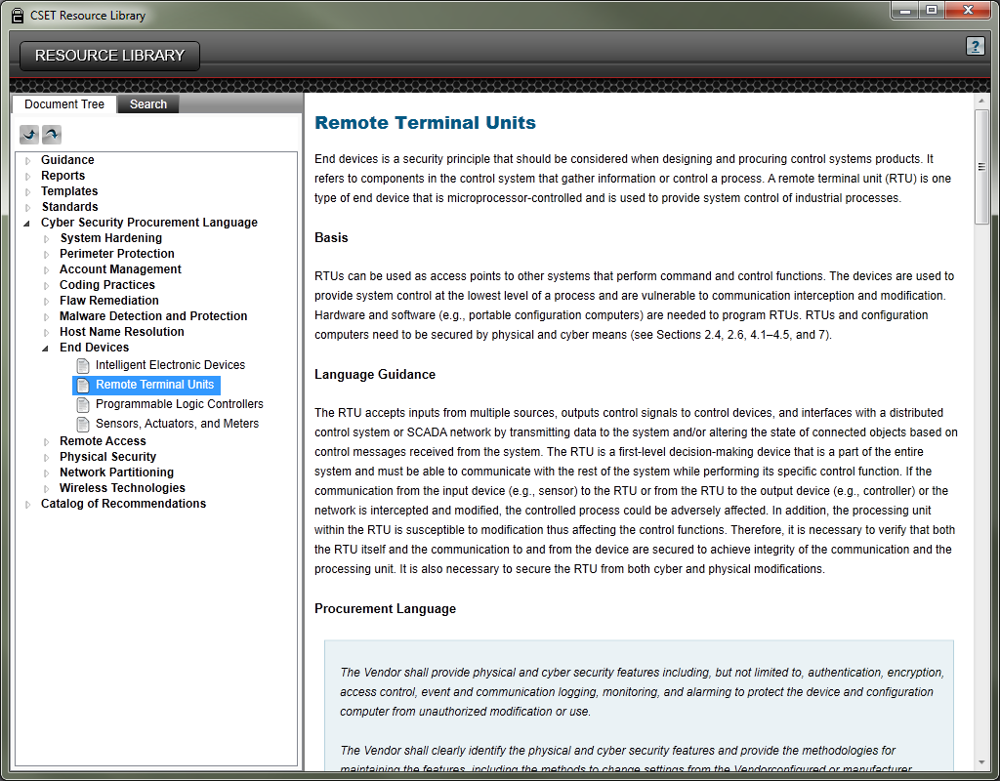 CSET Resource Library
RESOURCE LIBRARY
?
Document Tree
Search
Guidance
Reports
Templates
Standards
Cyber Security Procurement Language
System Hardening
Perimeter Protection
Account Management
Coding Practices
Flaw Remediation
Malware Detection and Protection
Host Name Resolution
End Devices
Intelligent Electronic Devices
Remote Terminal Units
Programmable Logic Controllers
Sensors, Actuators, and Meters
Remote Access
Physical Security
Network Partitioning
Wireless Technologies
Catalog of Recommendations
Remote Terminal Units
End devices is a security principle that should be considered when designing and procuring control systems products. It
refers to components in the control system that gather information or control a process. A remote terminal unit (RTU) is one
type of end device that is microprocessor-controlled and is used to provide system control of industrial processes.
Basis
RTUs can be used as access points to other systems that perform command and control functions. The devices are used to
provide system control at the lowest level of a process and are vulnerable to communication interception and modification.
Hardware and software (e.g., portable configuration computers) are needed to program RTUs. RTUs and configuration
computers need to be secured by physical and cyber means (see Sections 2.4, 2.6, 4.1–4.5, and 7).
Language Guidance
The RTU accepts inputs from multiple sources, outputs control signals to control devices, and interfaces with a distributed
control system or SCADA network by transmitting data to the system and/or altering the state of connected objects based on
control messages received from the system. The RTU is a first-level decision-making device that is a part of the entire
system and must be able to communicate with the rest of the system while performing its specific control function. If the
communication from the input device (e.g., sensor) to the RTU or from the RTU to the output device (e.g., controller) or the
network is intercepted and modified, the controlled process could be adversely affected. In addition, the processing unit
within the RTU is susceptible to modification thus affecting the control functions. Therefore, it is necessary to verify that both
the RTU itself and the communication to and from the device are secured to achieve integrity of the communication and the
processing unit. It is also necessary to secure the RTU from both cyber and physical modifications.
Procurement Language
The Vendor shall provide physical and cyber security features including, but not limited to, authentication, encryption,
access control, event and communication logging, monitoring, and alarming to protect the device and configuration
computer from unauthorized modification or use.
The Vendor shall clearly identify the physical and cyber security features and provide the methodologies for
maintaining the features, including the methods to change settings from the Vendorconfigured or manufacturer